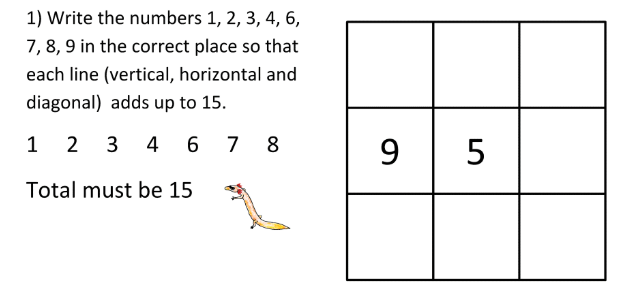 1) Write the numbers 1, 2, 3, 4, 6,
7, 8, 9 in the correct place so that
each line (vertical, horizontal and
diagonal) adds up to 15.
1 2 3 4 6 7 8
Total must be 15
9 5